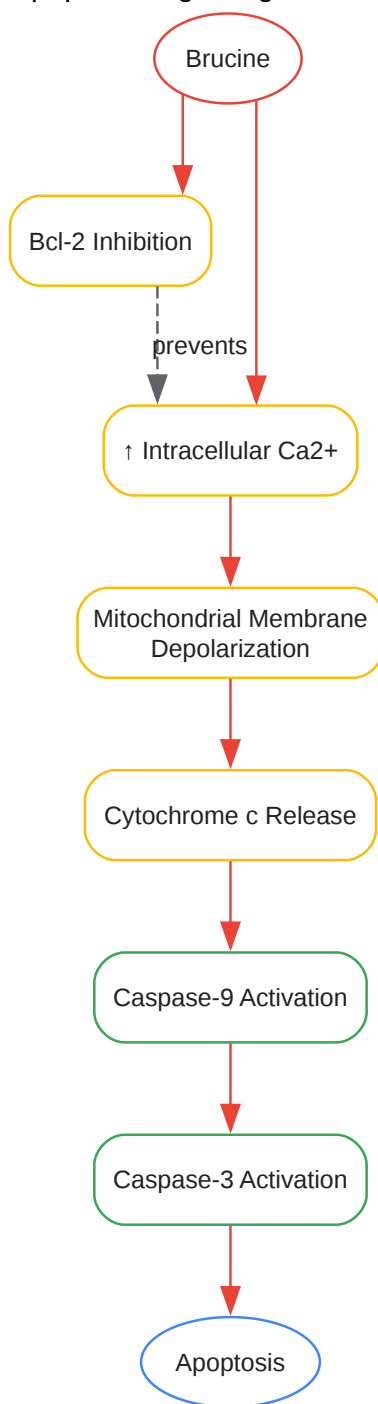 Brucine
Bcl-2 Inhibition
prevents
↑ Intracellular Ca2+
Mitochondrial Membrane
Depolarization
Cytochrome c Release
Caspase-9 Activation
Caspase-3 Activation
Apoptosis